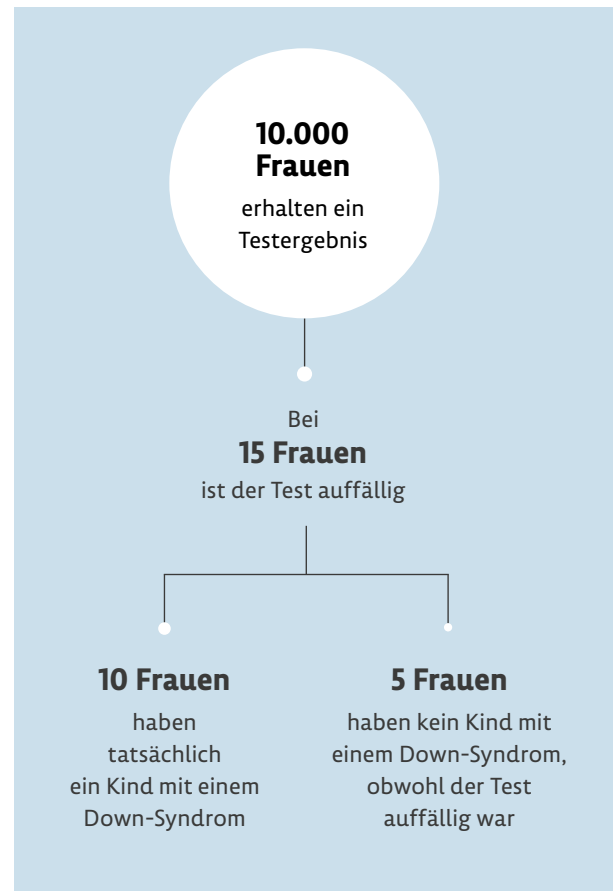 10.000
Frauen
erhalten ein
Testergebnis
Bei
15 Frauen
ist der Test auffällig
10 Frauen
haben
tatsächlich
ein Kind mit einem
Down-Syndrom
5 Frauen
haben kein Kind mit
einem Down-Syndrom,
obwohl der Test
auffällig war